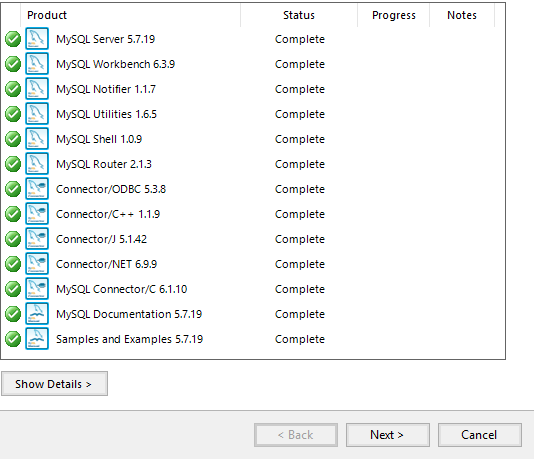 Product Status Progress Notes
MySQL Server 5.7.19 Complete
MySQL Workbench 6.3.9 Complete
MySQL Notifier 1.1.7 Complete
MySQL Utilities 1.6.5 Complete
MySQL Shell 1.0.9 Complete
MySQL Router 2.1.3 Complete
Connector/ODBC 5.3.8 Complete
Connector/C++ 1.1.9 Complete
Connector/J 5.1.42 Complete
Connector/NET 6.9.9 Complete
MySQL Connector/C 6.1.10 Complete
MySQL Documentation 5.7.19 Complete
Samples and Examples 5.7.19 Complete
Show Details >
< Back Next > Cancel